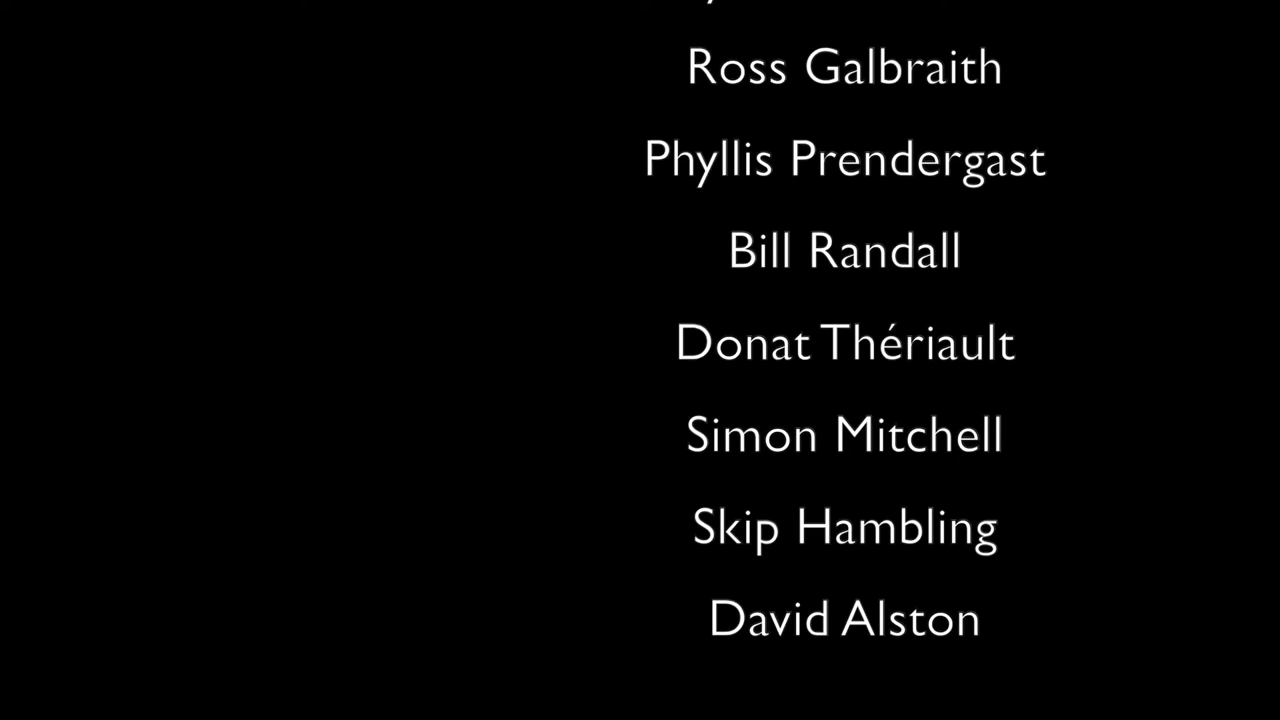 Ross Galbraith
Phyllis Prendergast
Bill Randall
Donat Thériault
Simon Mitchell
Skip Hambling
David Alston